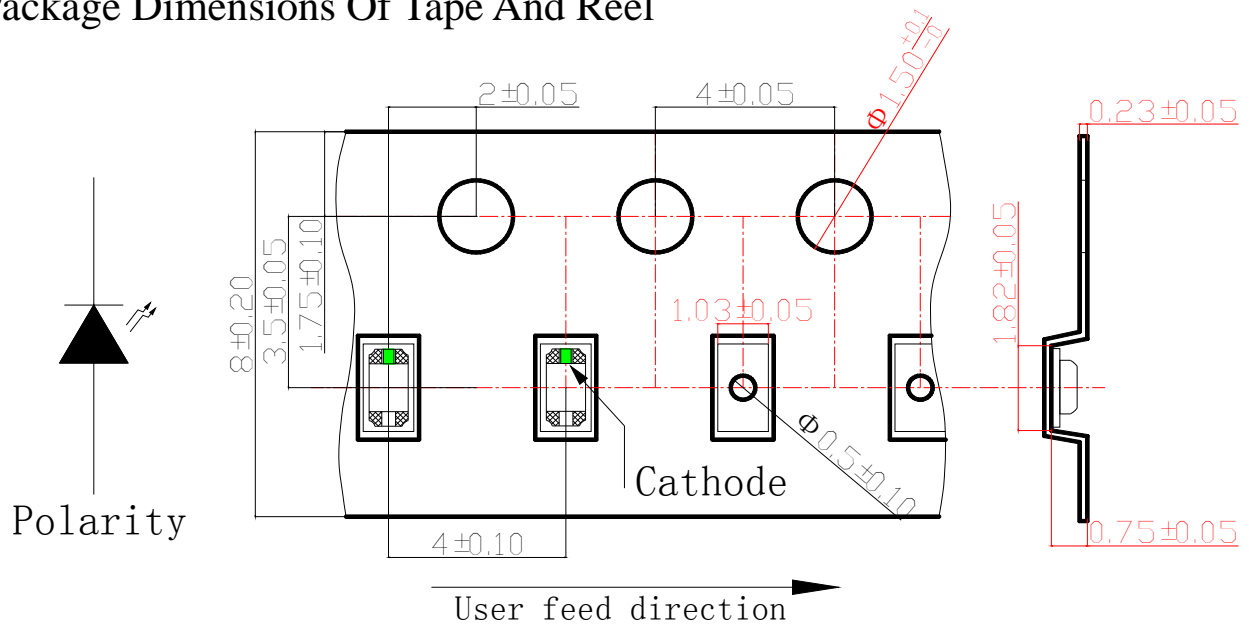 Package Dimensions Of Tape And Reel
2±0.05
4±0.05
Φ1.50+0.1 -0
0.23±0.05
8±0.20
3.5±0.05
1.75±0.10
1.03±0.05
1.82±0.05
Φ0.5±0.10
Cathode
Polarity
4±0.10
0.75±0.05
User feed direction